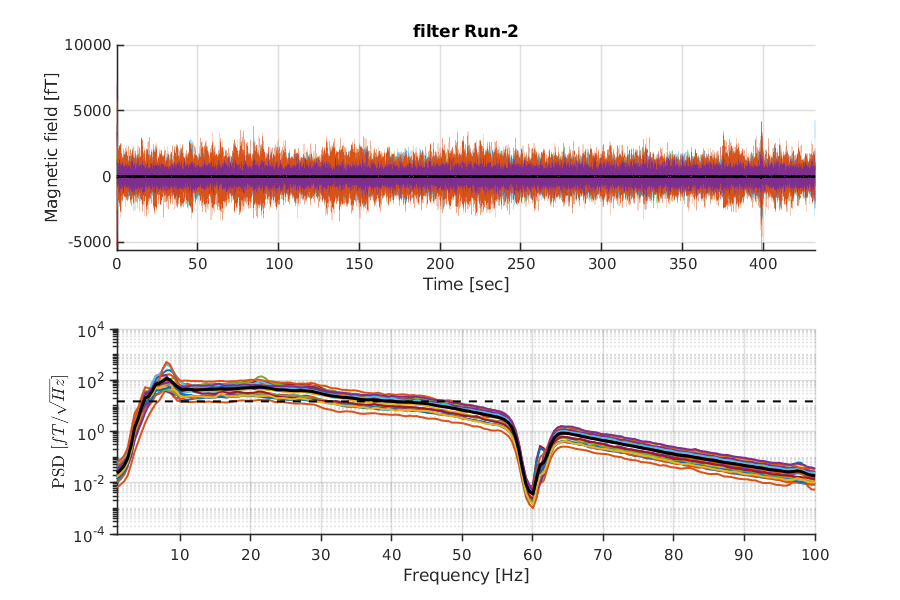 filter Run-2
Magnetic field [fT]
10000
5000
0
-5000
0 50 100 150 200 250 300 350 400
Time [sec]
PSD [fT/√Hz]
10^4
10^2
10^0
10^-2
10^-4
10 20 30 40 50 60 70 80 90 100
Frequency [Hz]